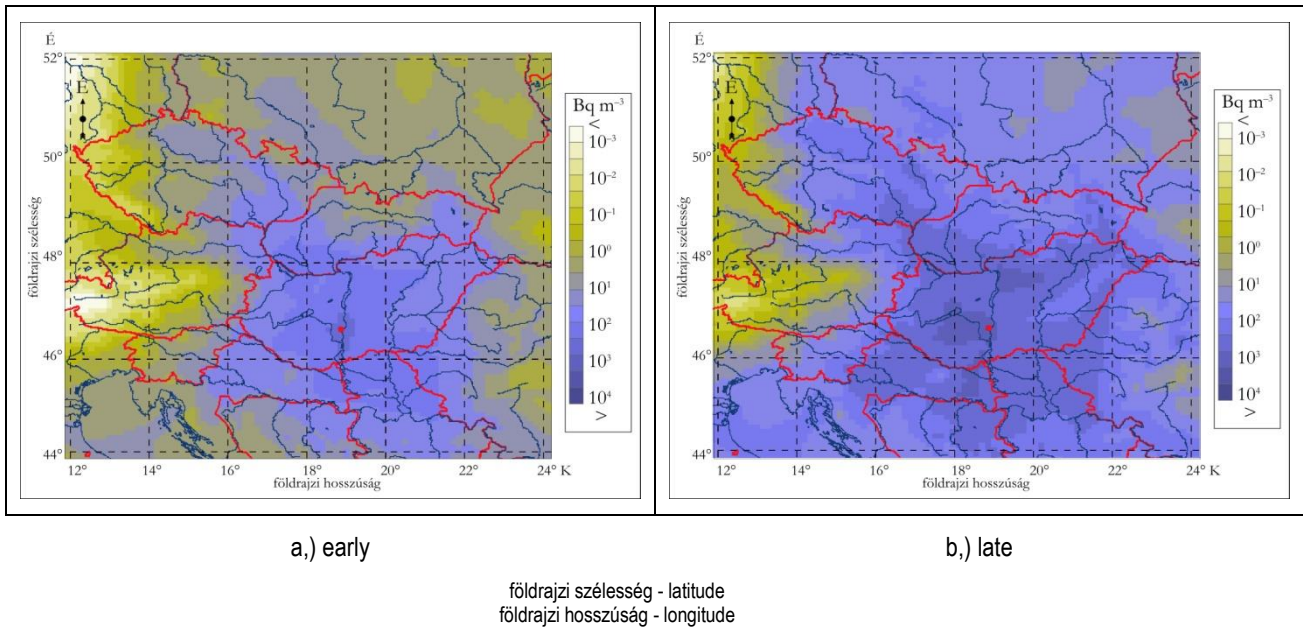 É
52°
50°
48°
46°
44°
földrajzi szélesség
É
12°
14°
16°
18°
20°
22°
24° K
földrajzi hosszúság
Bq m⁻³
<
10⁻³
10⁻²
10⁻¹
10⁰
10¹
10²
10³
10⁴
>
É
52°
50°
48°
46°
44°
földrajzi szélesség
É
12°
14°
16°
18°
20°
22°
24° K
földrajzi hosszúság
Bq m⁻³
<
10⁻³
10⁻²
10⁻¹
10⁰
10¹
10²
10³
10⁴
>
a,) early
b,) late
földrajzi szélesség - latitude
földrajzi hosszúság - longitude